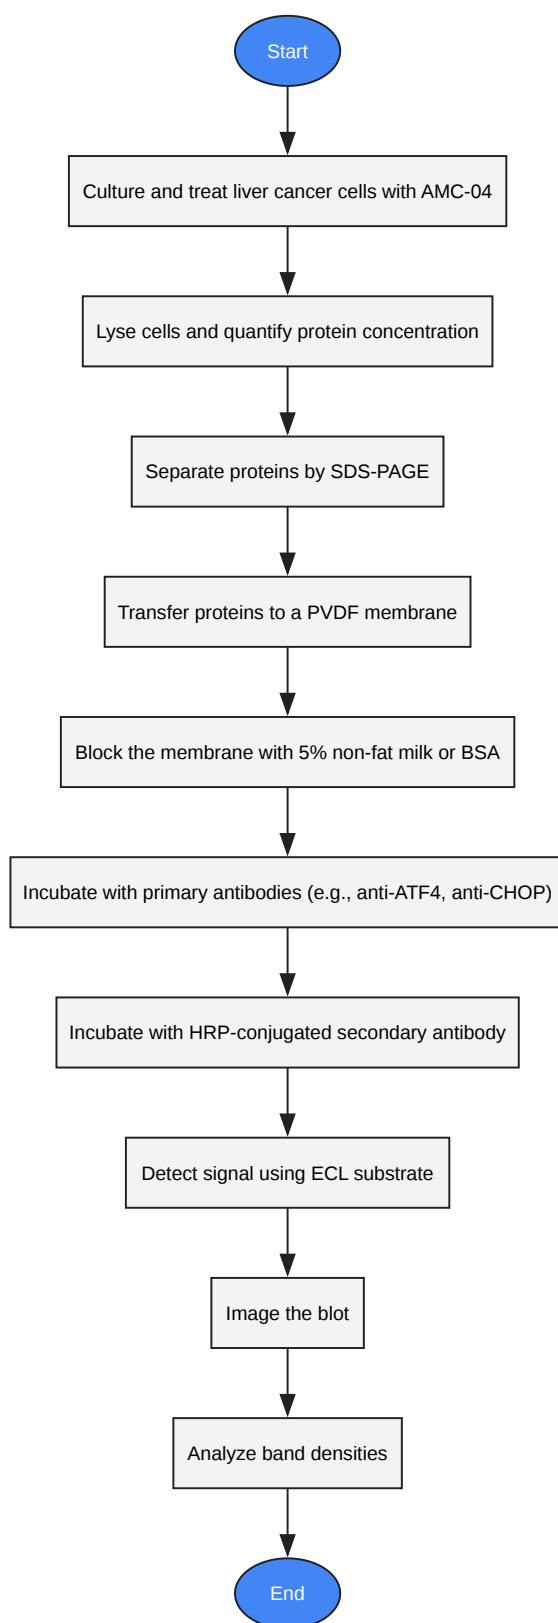 Start
Culture and treat liver cancer cells with AMC-04
Lyse cells and quantify protein concentration
Separate proteins by SDS-PAGE
Transfer proteins to a PVDF membrane
Block the membrane with 5% non-fat milk or BSA
Incubate with primary antibodies (e.g., anti-ATF4, anti-CHOP)
Incubate with HRP-conjugated secondary antibody
Detect signal using ECL substrate
Image the blot
Analyze band densities
End